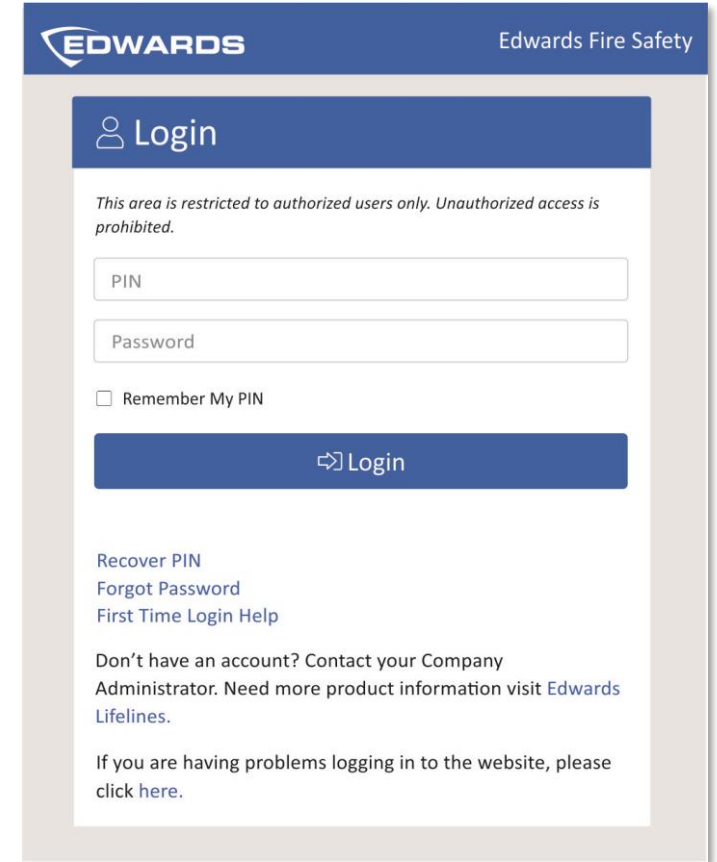 EDWARDS
Edwards Fire Safety
Login
This area is restricted to authorized users only. Unauthorized access is
prohibited.
PIN
Password
Remember My PIN
Login
Recover PIN
Forgot Password
First Time Login Help
Don’t have an account? Contact your Company
Administrator. Need more product information visit Edwards
Lifelines.
If you are having problems logging in to the website, please
click here.